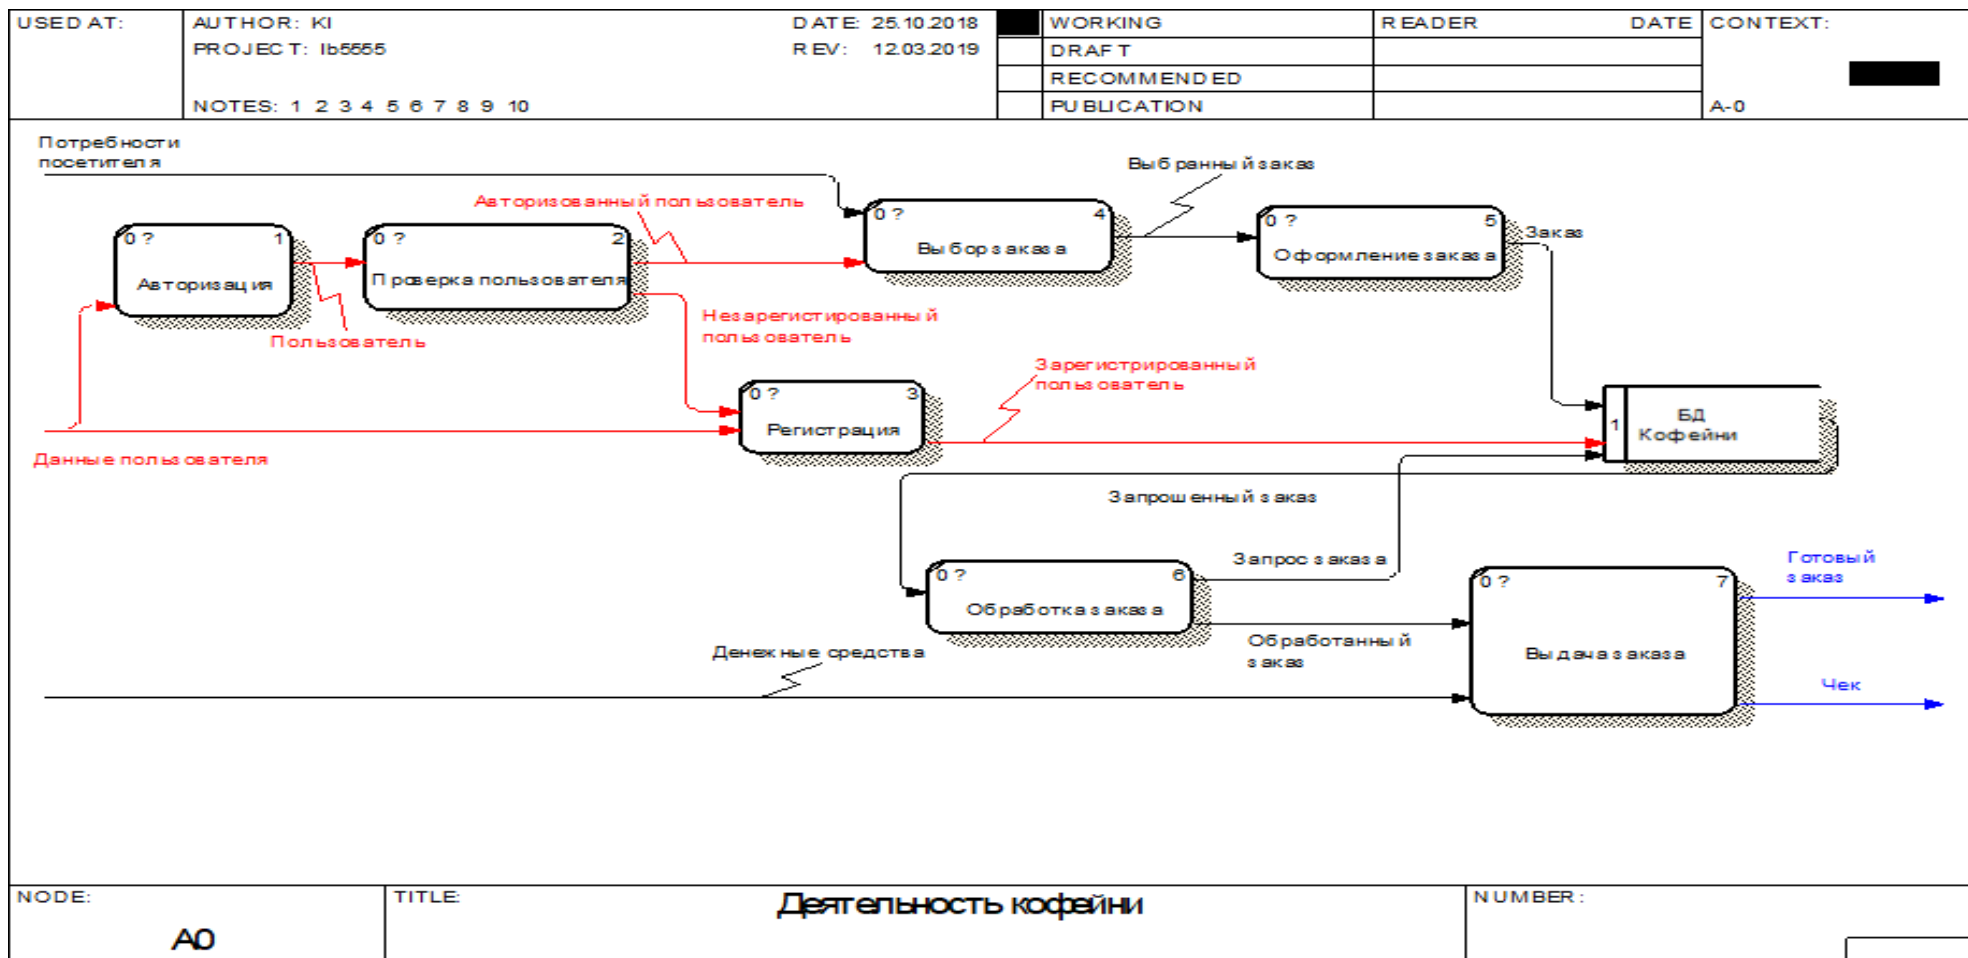 USED AT:
AUTHOR: KI
DATE: 25.10.2018
WORKING
READER
DATE
CONTEXT:
PROJECT: lb5555
REV: 12.03.2019
DRAFT
RECOMMENDED
NOTES: 1 2 3 4 5 6 7 8 9 10
PUBLICATION
A-0
Потребности
посетителя
Выбранный заказ
Авторизованный пользователь
0 ?
4
Выбор заказа
0 ?
5
Оформление заказа
Заказ
0 ?
1
Авторизация
0 ?
2
Проверка пользователя
Пользователь
Незарегистированный
пользователь
Зарегистрированный
пользователь
0 ?
3
Регистрация
1
БД
Кофейни
Данные пользователя
Запрошенный заказ
Запрос заказа
Готовый
заказ
0 ?
6
Обработка заказа
0 ?
7
Выдача заказа
Обработанный
заказ
Денежные средства
Чек
NODE:
A0
TITLE:
Деятельность кофейни
NUMBER: